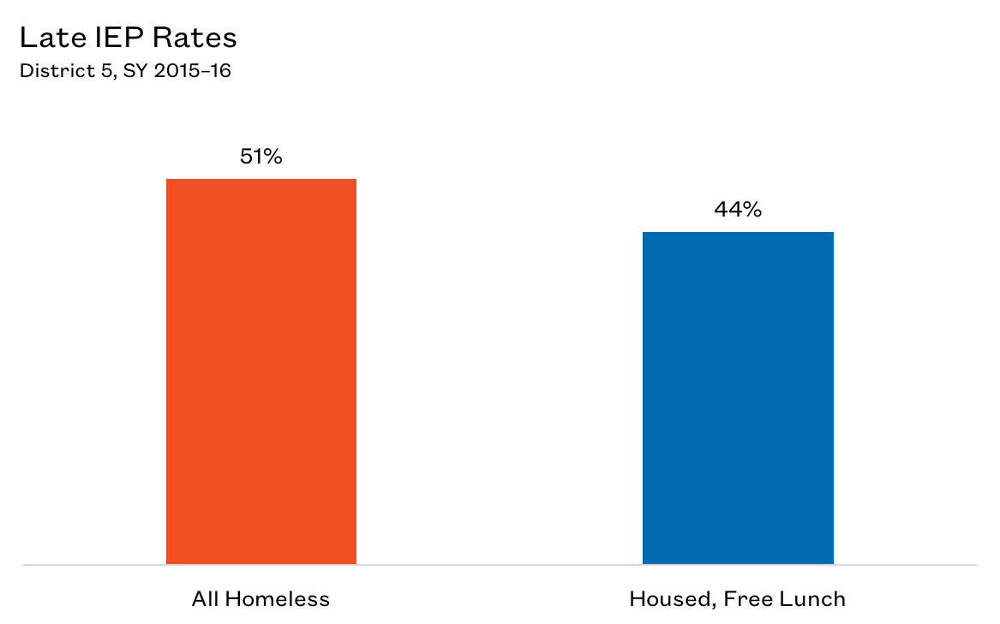 Late IEP Rates
District 5, SY 2015–16
51%
44%
All Homeless
Housed, Free Lunch